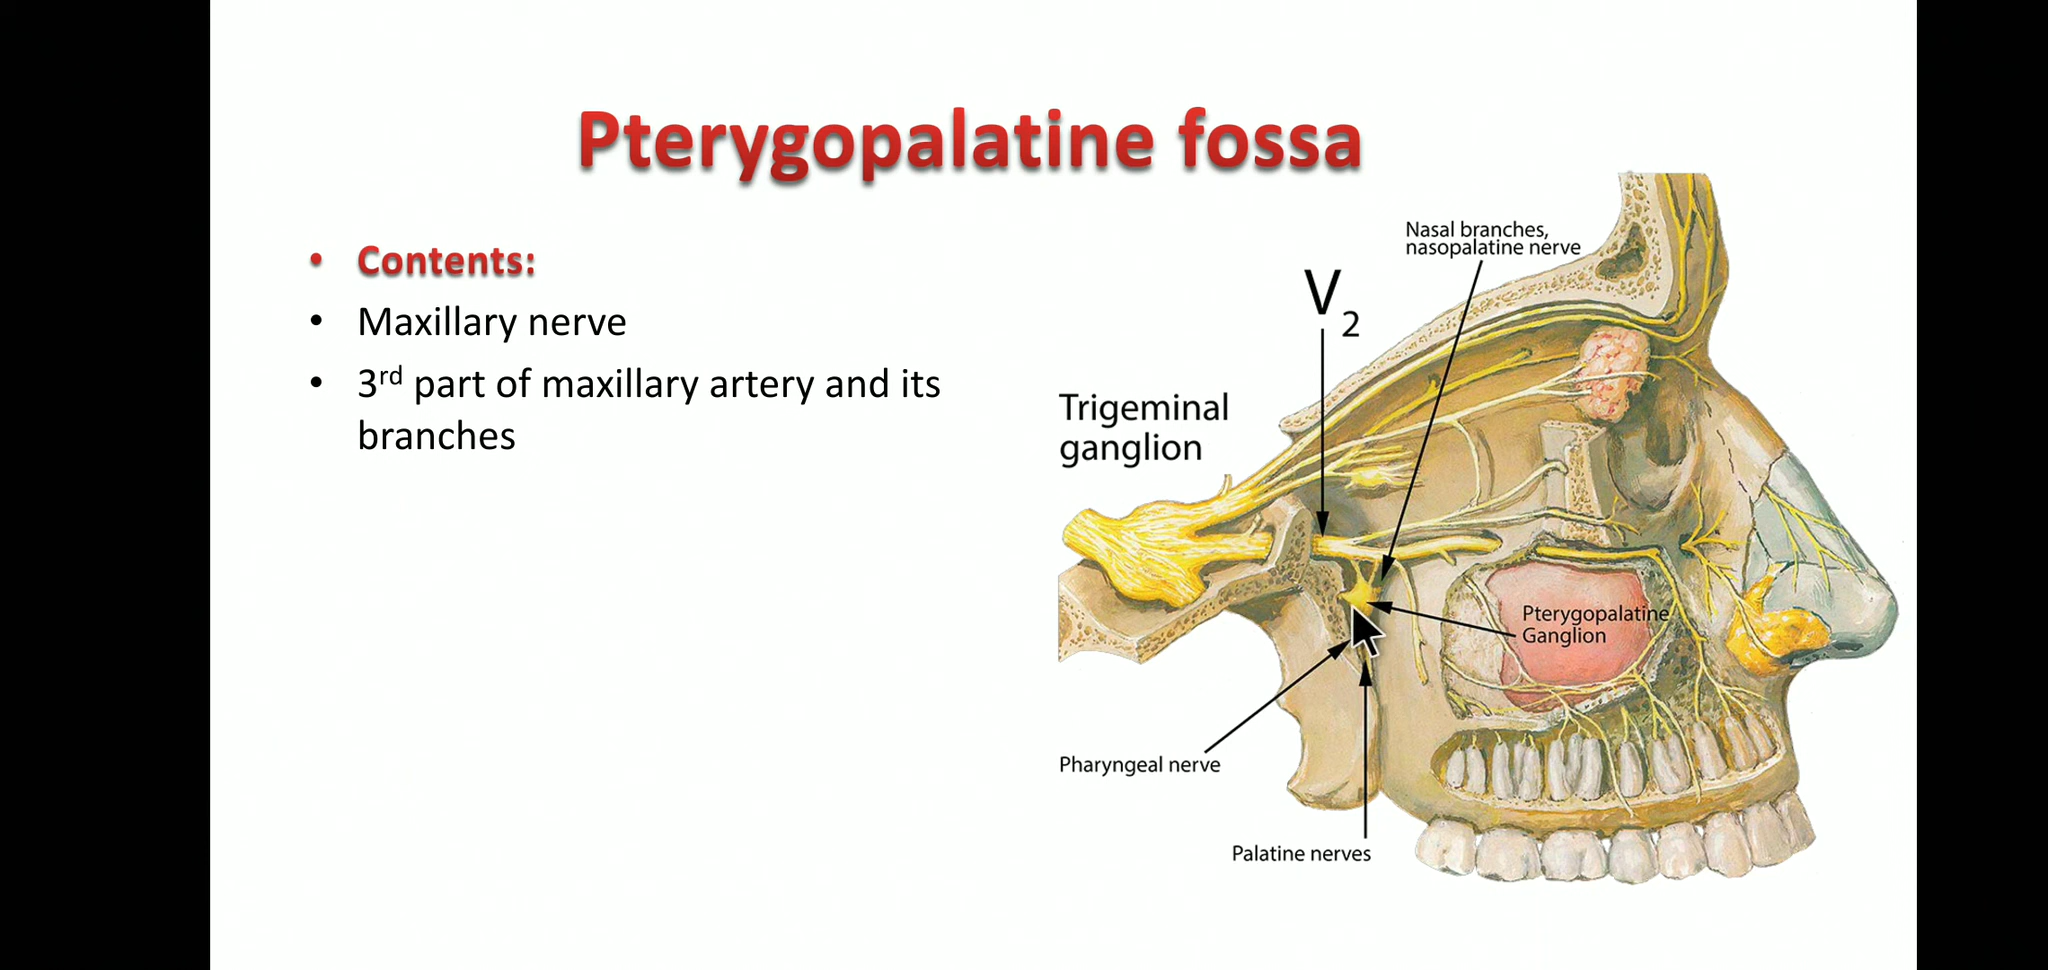 Pterygopalatine fossa
• Contents:
• Maxillary nerve
• 3rd part of maxillary artery and its
branches
Nasal branches,
nasopalatine nerve
V2
Trigeminal
ganglion
Pterygopalatine
Ganglion
Pharyngeal nerve
Palatine nerves